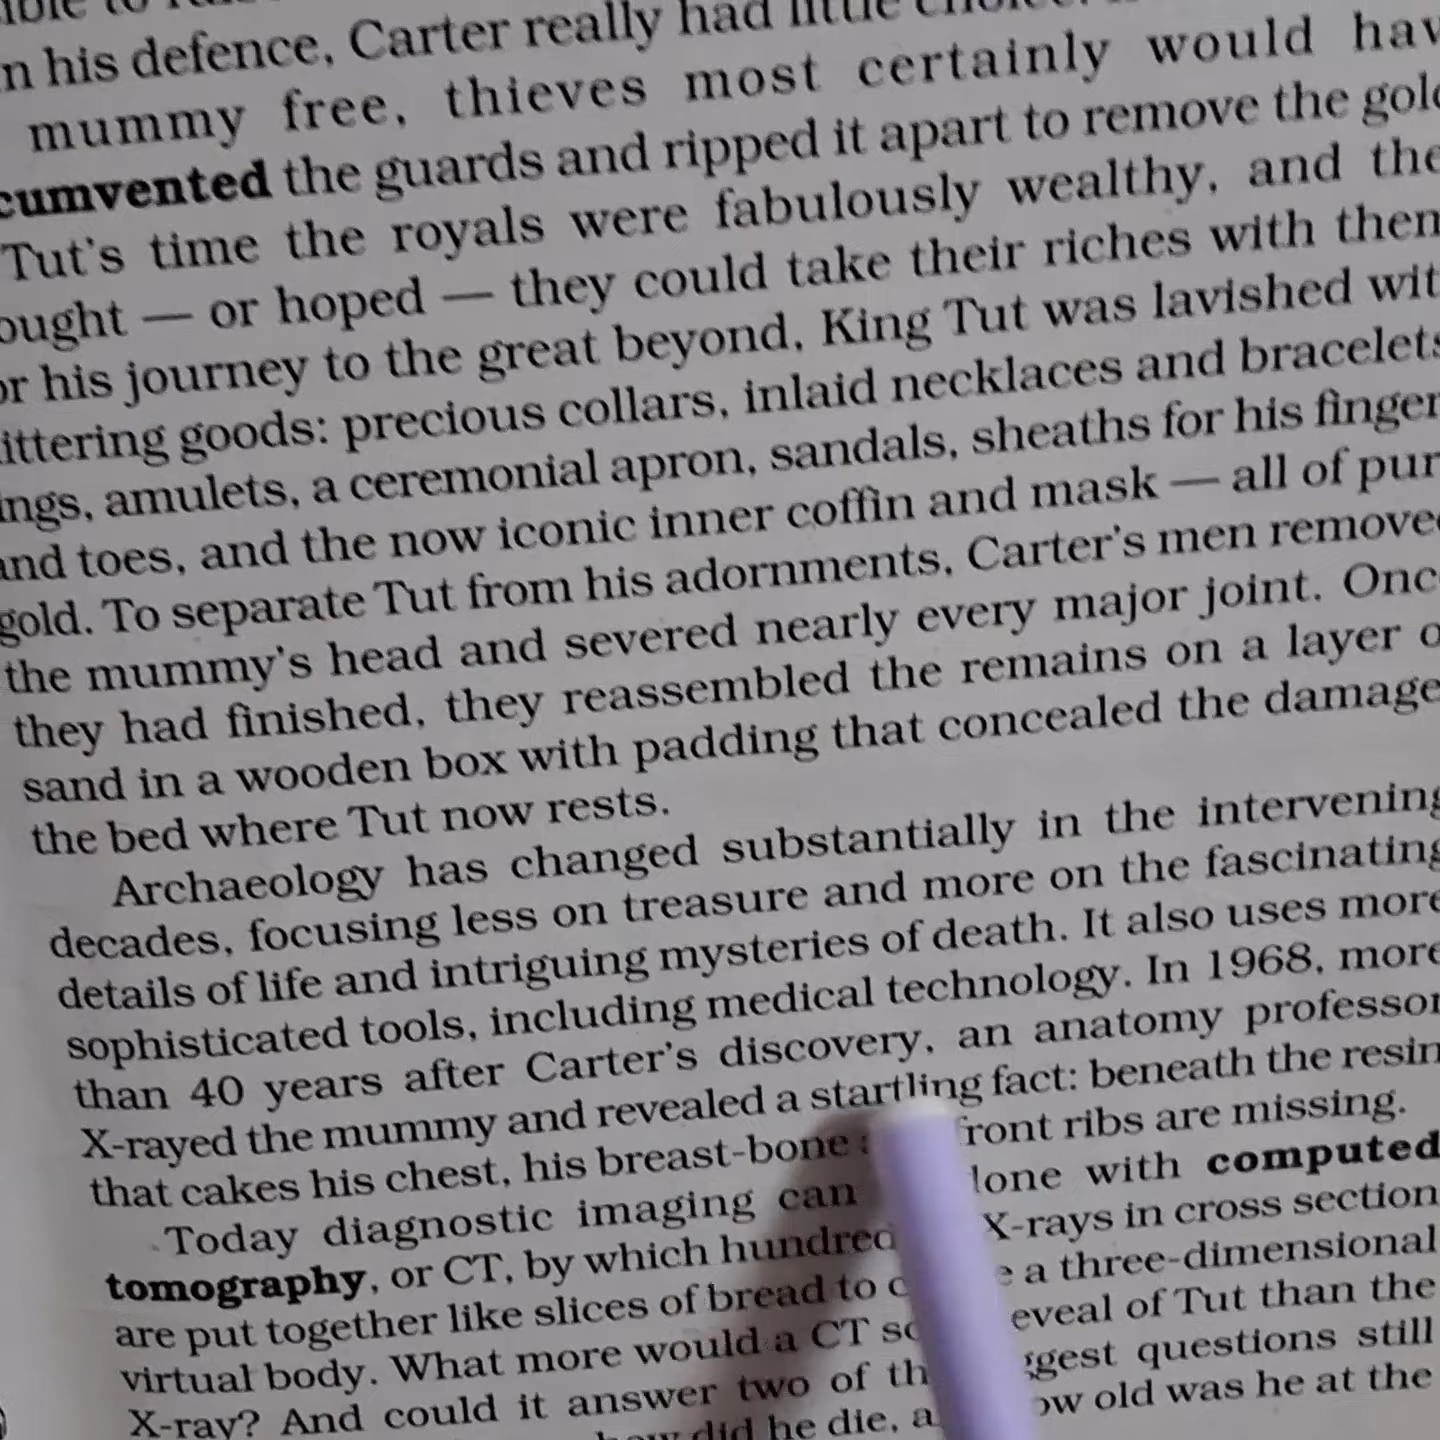 n his defence, Carter really had little
mummy free, thieves most certainly would hav
cumvented the guards and ripped it apart to remove the gold
Tut's time the royals were fabulously wealthy, and the
ought — or hoped — they could take their riches with them
or his journey to the great beyond, King Tut was lavished wit
ittering goods: precious collars, inlaid necklaces and bracelets
ings, amulets, a ceremonial apron, sandals, sheaths for his finger
and toes, and the now iconic inner coffin and mask — all of pur
gold. To separate Tut from his adornments, Carter's men remove
the mummy's head and severed nearly every major joint. Onc
they had finished, they reassembled the remains on a layer o
sand in a wooden box with padding that concealed the damage
the bed where Tut now rests.
Archaeology has changed substantially in the intervening
decades, focusing less on treasure and more on the fascinating
details of life and intriguing mysteries of death. It also uses more
sophisticated tools, including medical technology. In 1968, more
than 40 years after Carter's discovery, an anatomy professor
X-rayed the mummy and revealed a startling fact: beneath the resin
that cakes his chest, his breast-bone front ribs are missing.
Today diagnostic imaging can done with computed
tomography, or CT, by which hundred X-rays in cross section
are put together like slices of bread to a three-dimensional
virtual body. What more would a CT sc eveal of Tut than the
X-ray? And could it answer two of th ggest questions still
how did he die, a ow old was he at the